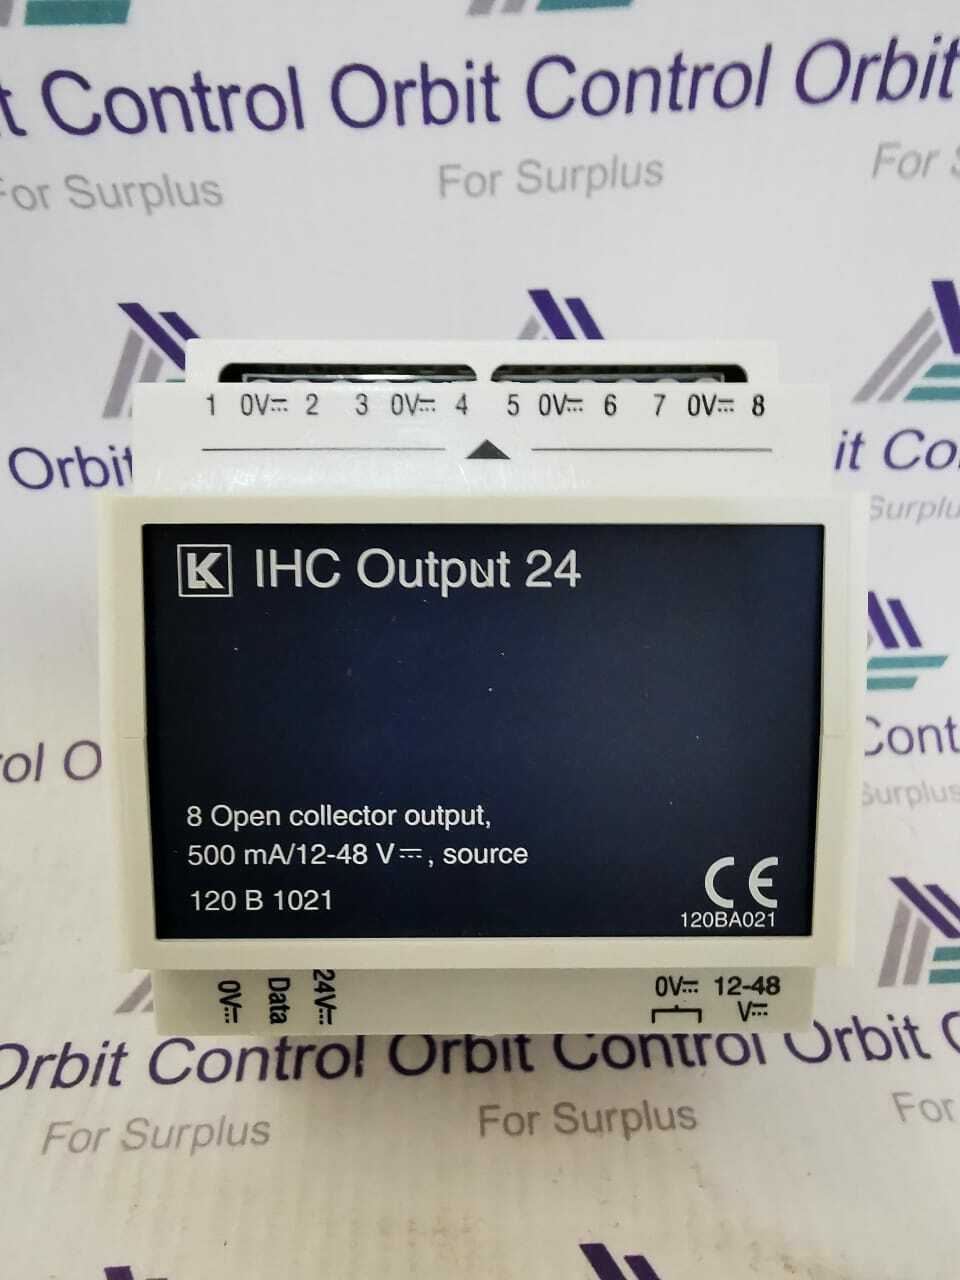 t Control Orbit Control Orbit
For Surplus For Surplus For
1 0V⎓ 2 3 0V⎓ 4 5 0V⎓ 6 7 0V⎓ 8
Orbit it Co
Surplu
LK IHC Output 24
ol O Cont
Surplus
8 Open collector output,
500 mA/12-48 V⎓, source
120 B 1021
CE
120BA021
0V⎓ Data 24V⎓ 0V⎓ 12-48
V⎓
Orbit Control Orbit Control Orbit C
For Surplus For Surplus For